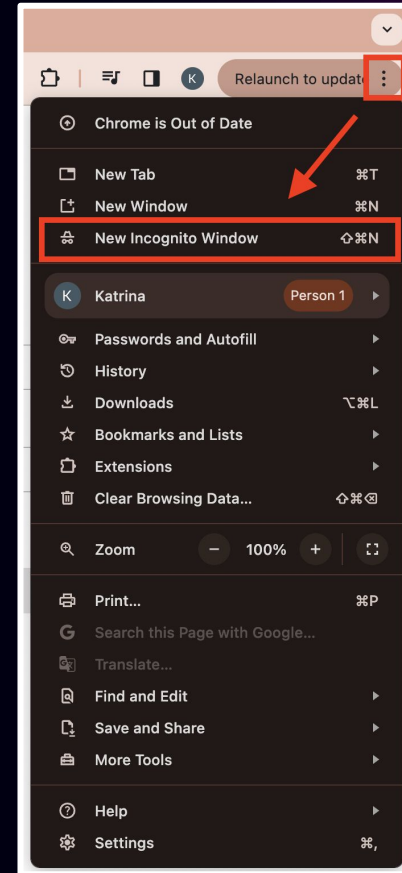 K Relaunch to update
Chrome is Out of Date
New Tab ⌘T
New Window ⌘N
New Incognito Window ⇧⌘N
K Katrina Person 1
Passwords and Autofill
History
Downloads ⌥⌘L
Bookmarks and Lists
Extensions
Clear Browsing Data... ⇧⌘⌫
Zoom − 100% +
Print... ⌘P
G Search this Page with Google...
Translate...
Find and Edit
Save and Share
More Tools
Help
Settings ⌘,